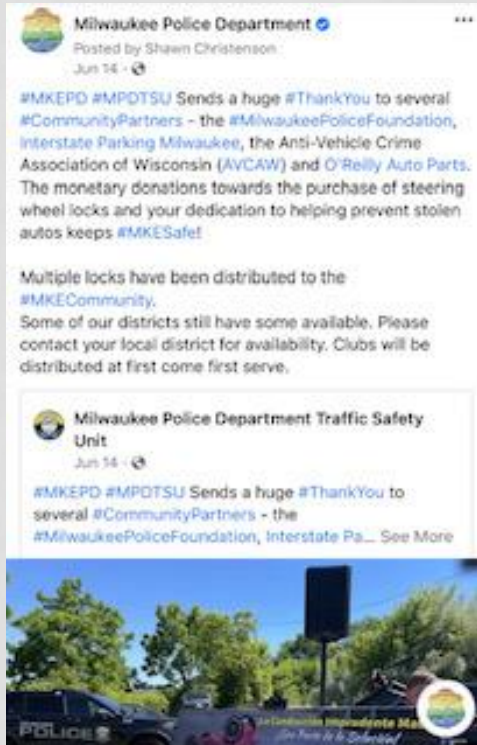 Milwaukee Police Department
Posted by Shawn Christenson
Jun 14
#MKEPD #MPDTSU Sends a huge #ThankYou to several
#CommunityPartners - the #MilwaukeePoliceFoundation,
Interstate Parking Milwaukee, the Anti-Vehicle Crime
Association of Wisconsin (AVCAW) and O'Reilly Auto Parts.
The monetary donations towards the purchase of steering
wheel locks and your dedication to helping prevent stolen
autos keeps #MKESafe!
Multiple locks have been distributed to the
#MKECommunity.
Some of our districts still have some available. Please
contact your local district for availability. Clubs will be
distributed at first come first serve.
Milwaukee Police Department Traffic Safety
Unit
Jun 14
#MKEPD #MPDTSU Sends a huge #ThankYou to
several #CommunityPartners - the
#MilwaukeePoliceFoundation, Interstate Pa... See More
POLICE
La Conducción Imprudente
de la